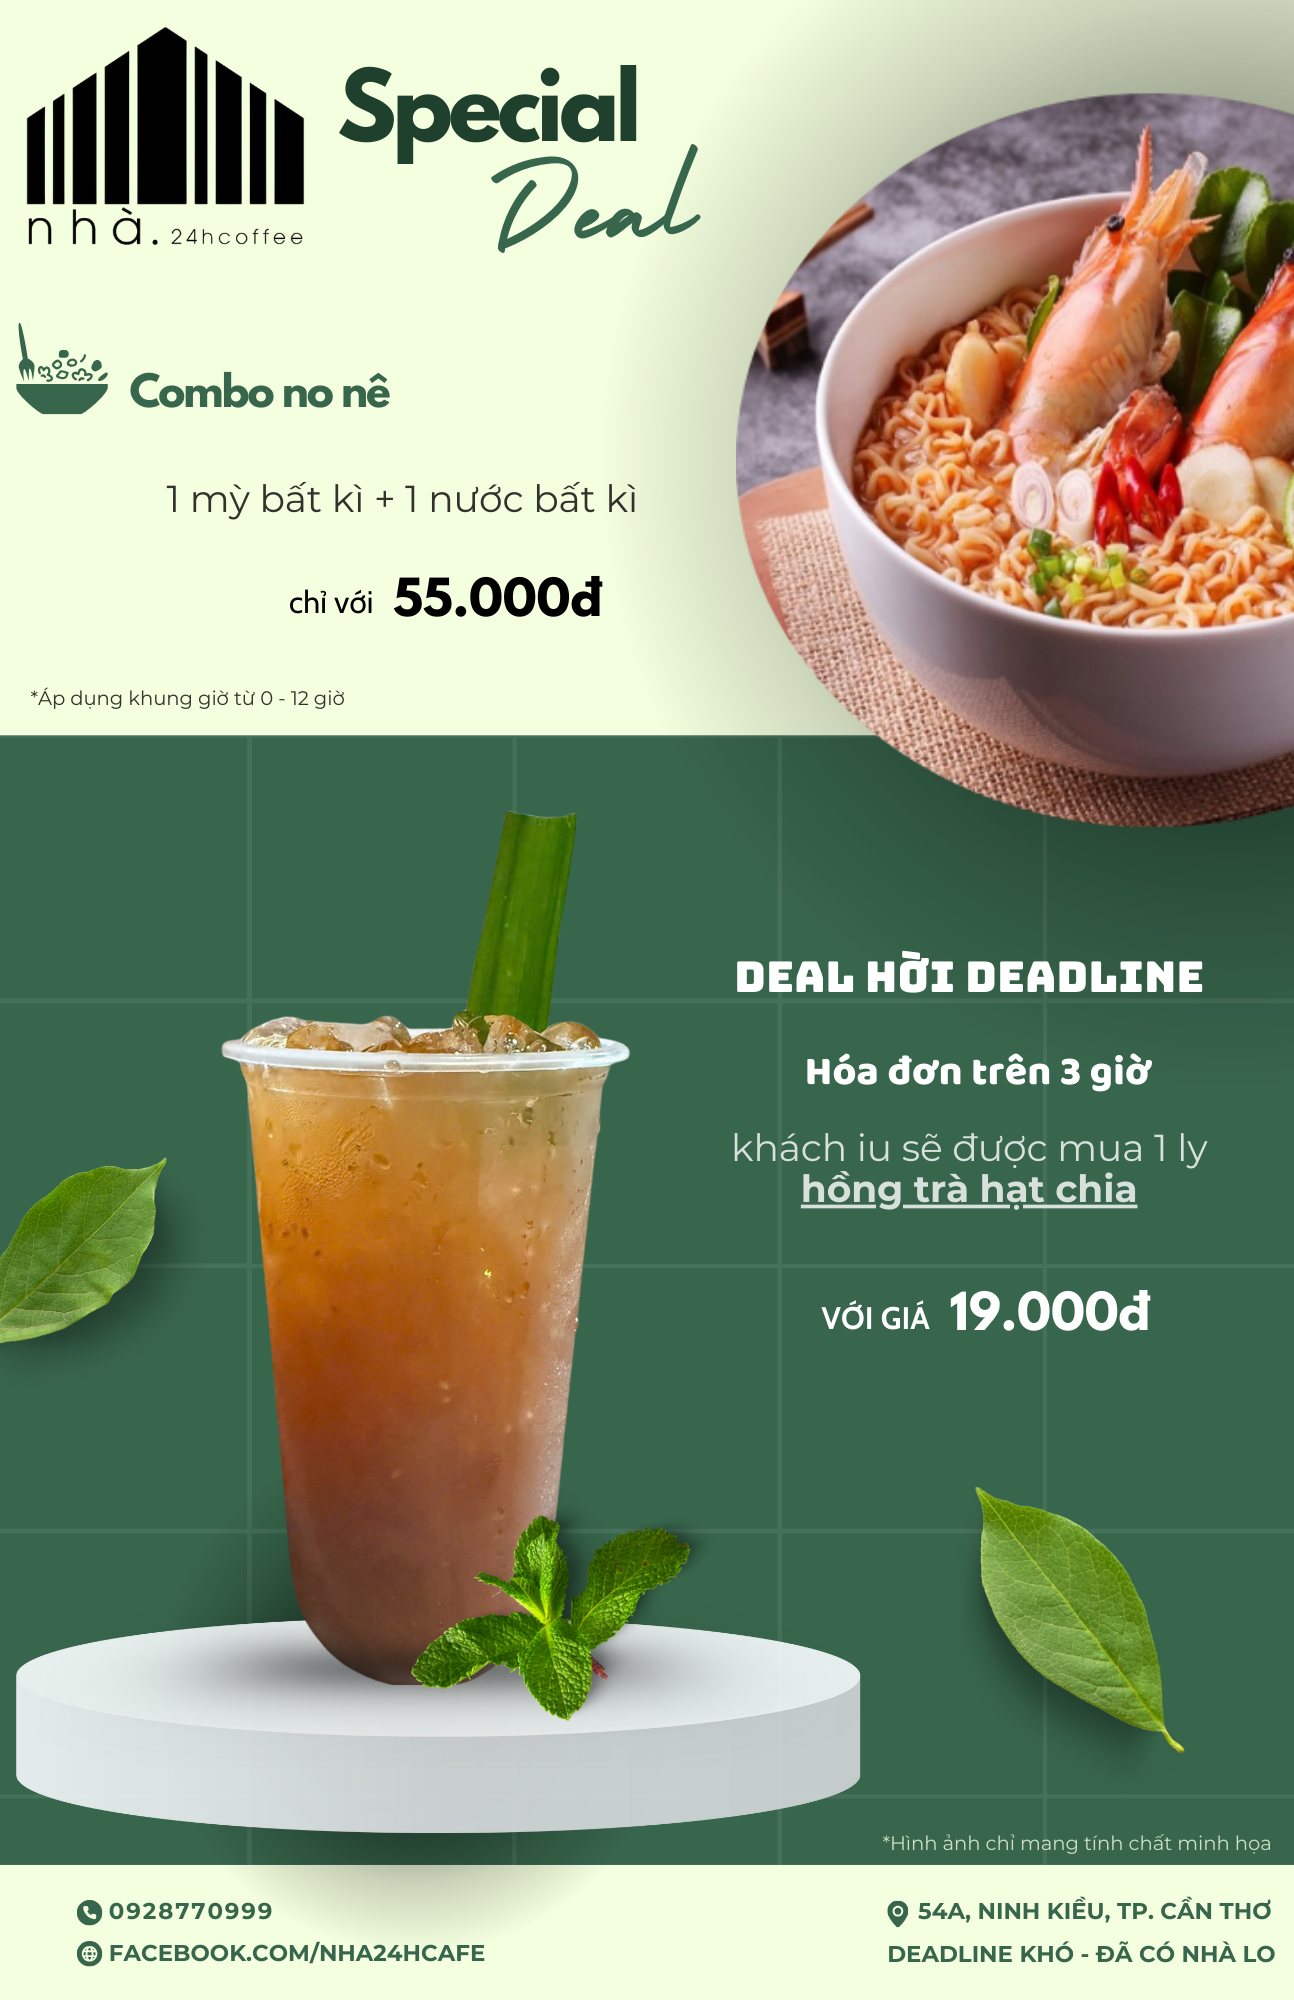 nhà. 24hcoffee
Special
Deal
Combo no nê
1 mỳ bất kì + 1 nước bất kì
chỉ với 55.000đ
*Áp dụng khung giờ từ 0 - 12 giờ
DEAL HỜI DEADLINE
Hóa đơn trên 3 giờ
khách iu sẽ được mua 1 ly
hồng trà hạt chia
VỚI GIÁ 19.000đ
*Hình ảnh chỉ mang tính chất minh họa
0928770999
FACEBOOK.COM/NHA24HCAFE
54A, NINH KIỀU, TP. CẦN THƠ
DEADLINE KHÓ - ĐÃ CÓ NHÀ LO